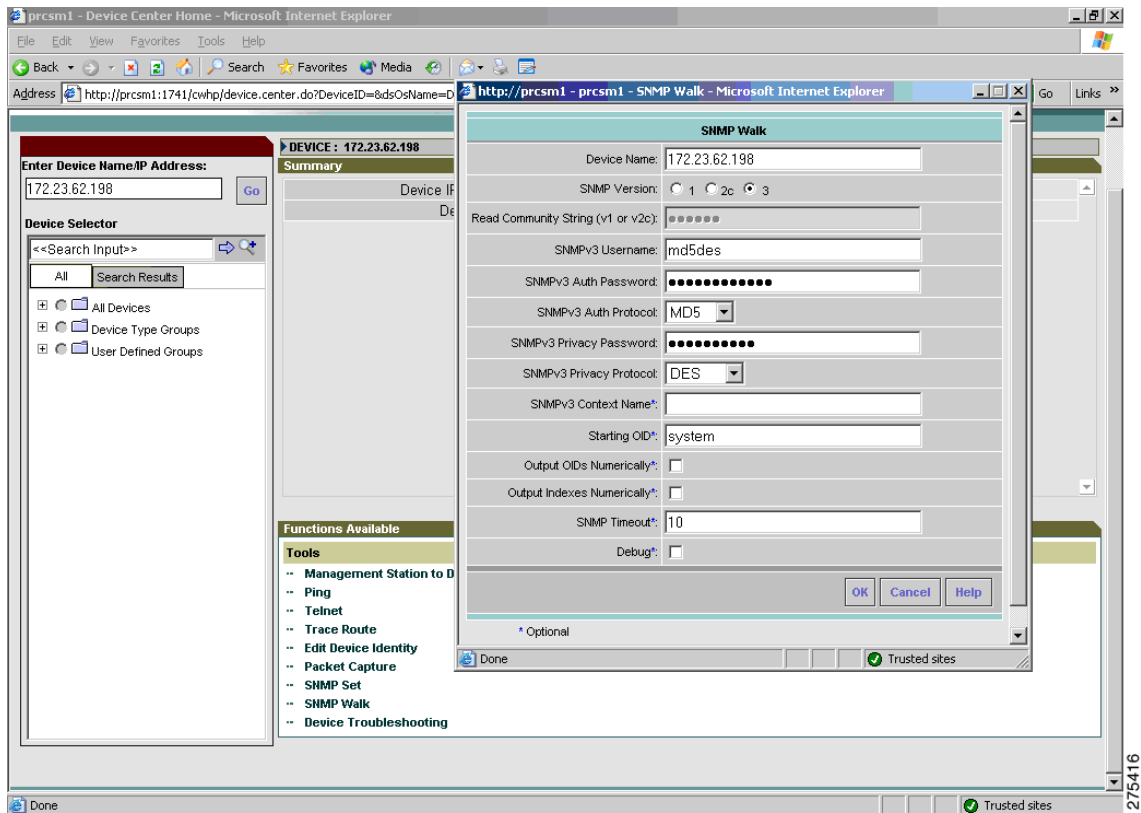 prcsm1 - Device Center Home - Microsoft Internet Explorer
File Edit View Favorites Tools Help
Back Search Favorites Media
Address http://prcsm1:1741/cwhp/device.center.do?DeviceID=&dsOsName=D Go Links »
Enter Device Name/IP Address:
172.23.62.198 Go
Device Selector
<<Search Input>>
All Search Results
All Devices
Device Type Groups
User Defined Groups
DEVICE : 172.23.62.198
Summary
Device IP
De
Functions Available
Tools
Management Station to D
Ping
Telnet
Trace Route
Edit Device Identity
Packet Capture
SNMP Set
SNMP Walk
Device Troubleshooting
http://prcsm1 - prcsm1 - SNMP Walk - Microsoft Internet Explorer
SNMP Walk
Device Name: 172.23.62.198
SNMP Version: 1 2c 3
Read Community String (v1 or v2c): ●●●●●●
SNMPv3 Username: md5des
SNMPv3 Auth Password: ●●●●●●●●●●●●
SNMPv3 Auth Protocol: MD5
SNMPv3 Privacy Password: ●●●●●●●●●●
SNMPv3 Privacy Protocol: DES
SNMPv3 Context Name*:
Starting OID*: system
Output OIDs Numerically*:
Output Indexes Numerically*:
SNMP Timeout*: 10
Debug*:
OK Cancel Help
* Optional
Done Trusted sites
Done Trusted sites
275416